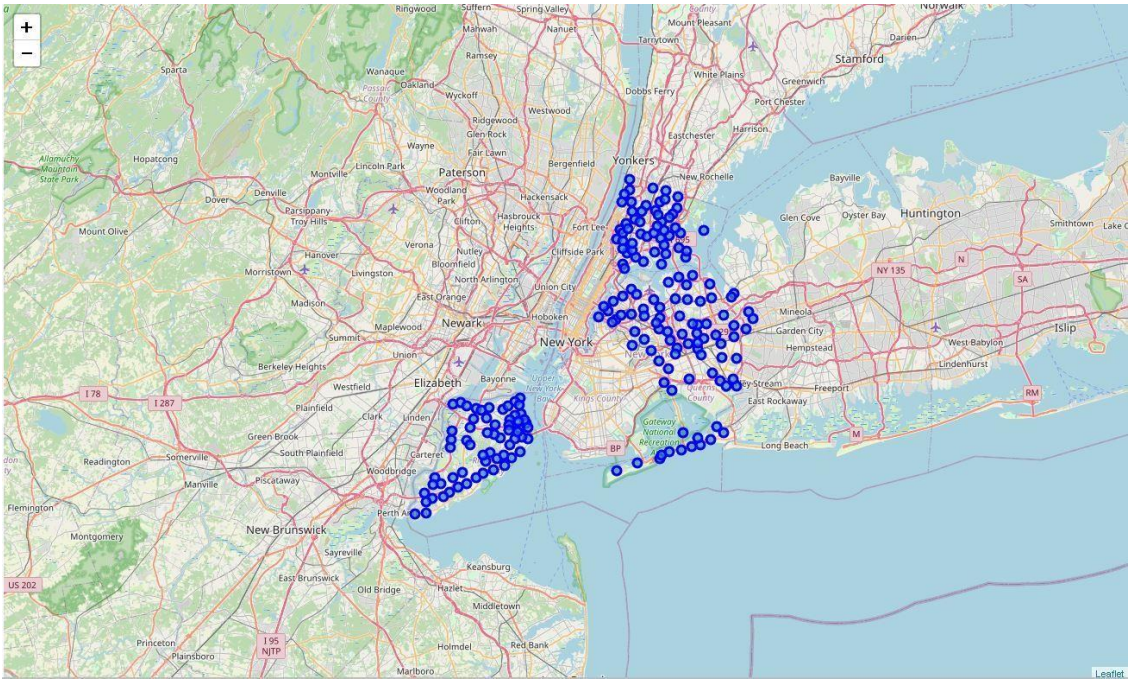 +
−
Ringwood
Suffern
Spring Valley
Nanuet
Mahwah
Tarrytown
Mount Pleasant
Norwalk
Darien
Stamford
Greenwich
White Plains
Port Chester
Harrison
Dobbs Ferry
Eastchester
New Rochelle
Yonkers
Ramsey
Wanaque
Oakland
Passaic
County
Wyckoff
Westwood
Ridgewood
Glen Rock
Fair Lawn
Bergenfield
Sparta
Hopatcong
Allamuchy
Mountain
State Park
Wayne
Lincoln Park
Montville
Paterson
Woodland
Park
Hackensack
Denville
Dover
Parsippany-
Troy Hills
Clifton
Hasbrouck
Heights
Fort Lee
Mount Olive
Hanover
Verona
Nutley
Cliffside Park
Bloomfield
Morristown
Livingston
North Arlington
Union City
East Orange
Madison
Hoboken
Newark
New York
Maplewood
Summit
Union
Berkeley Heights
Elizabeth
Bayonne
Upper
New York
Bay
Kings County
Queens
County
Westfield
Linden
Clark
Plainfield
I 78
I 287
Green Brook
South Plainfield
Carteret
Woodbridge
Somerville
Readington
Piscataway
Manville
Flemington
New Brunswick
Sayreville
Montgomery
East Brunswick
Old Bridge
Keansburg
Hazlet
Middletown
Red Bank
Holmdel
Marlboro
US 202
Princeton
Plainsboro
I 95
NJTP
Bayville
Glen Cove
Oyster Bay
Huntington
Smithtown
NY 135
N
SA
Mineola
Garden City
Hempstead
West-Babylon
Islip
Lindenhurst
Freeport
East Rockaway
RM
M
Long Beach
BP
Gateway
National
Leaflet